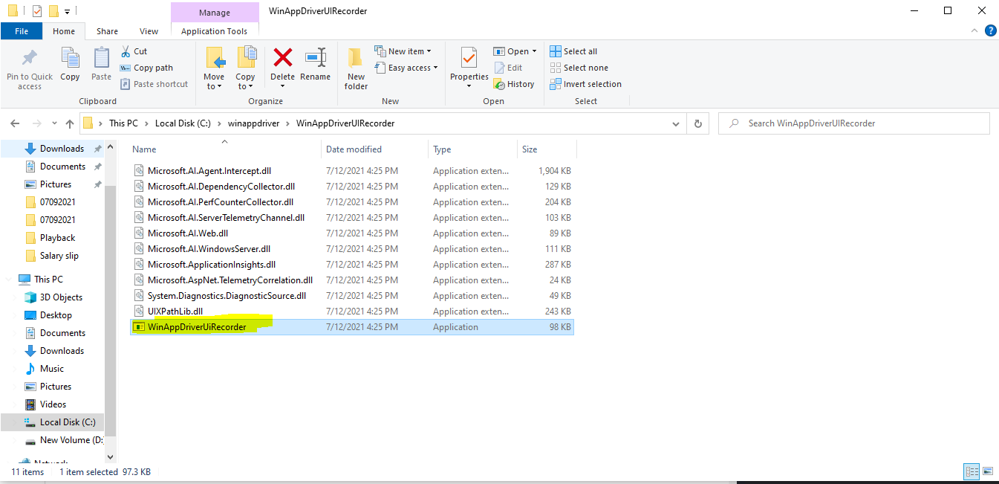 Manage
WinAppDriverUIRecorder
File
Home
Share
View
Application Tools
Pin to Quick access
Copy
Paste
Cut
Copy path
Paste shortcut
Clipboard
Move to
Copy to
Delete
Rename
Organize
New folder
New item
Easy access
New
Properties
Open
Edit
History
Open
Select all
Select none
Invert selection
Select
This PC > Local Disk (C:) > winappdriver > WinAppDriverUIRecorder
Search WinAppDriverUIRecorder
Downloads
Documents
Pictures
07092021
07092021
Playback
Salary slip
This PC
3D Objects
Desktop
Documents
Downloads
Music
Pictures
Videos
Local Disk (C:)
New Volume (D:
Network
Name Date modified Type Size
Microsoft.AI.Agent.Intercept.dll 7/12/2021 4:25 PM Application exten... 1,904 KB
Microsoft.AI.DependencyCollector.dll 7/12/2021 4:25 PM Application exten... 129 KB
Microsoft.AI.PerfCounterCollector.dll 7/12/2021 4:25 PM Application exten... 204 KB
Microsoft.AI.ServerTelemetryChannel.dll 7/12/2021 4:25 PM Application exten... 103 KB
Microsoft.AI.Web.dll 7/12/2021 4:25 PM Application exten... 89 KB
Microsoft.AI.WindowsServer.dll 7/12/2021 4:25 PM Application exten... 111 KB
Microsoft.ApplicationInsights.dll 7/12/2021 4:25 PM Application exten... 287 KB
Microsoft.AspNet.TelemetryCorrelation.dll 7/12/2021 4:25 PM Application exten... 24 KB
System.Diagnostics.DiagnosticSource.dll 7/12/2021 4:25 PM Application exten... 49 KB
UIXPathLib.dll 7/12/2021 4:25 PM Application exten... 243 KB
WinAppDriverUiRecorder 7/12/2021 4:25 PM Application 98 KB
11 items 1 item selected 97.3 KB